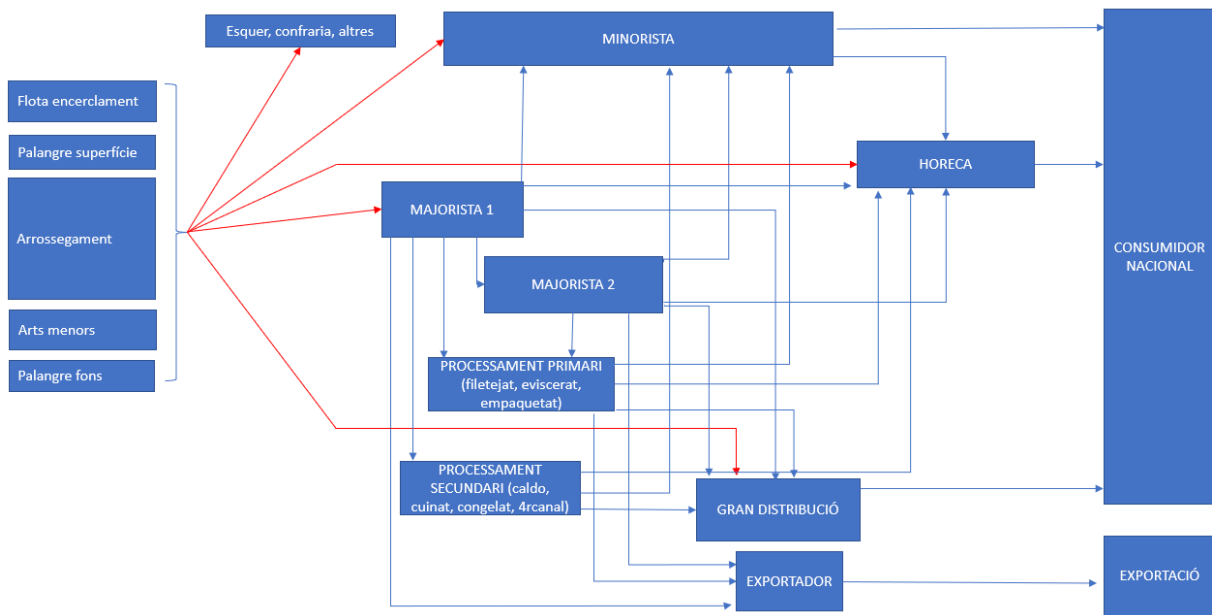 Esquer, confraria, altres
MINORISTA
Flota encerclament
Palangre superfície
Arrossegament
Arts menors
Palangre fons
HORECA
MAJORISTA 1
MAJORISTA 2
PROCESSAMENT PRIMARI
(filetejat, eviscerat,
empaquetat)
PROCESSAMENT
SECUNDARI (caldo,
cuinat, congelat, 4rcanal)
GRAN DISTRIBUCIÓ
EXPORTADOR
CONSUMIDOR
NACIONAL
EXPORTACIÓ